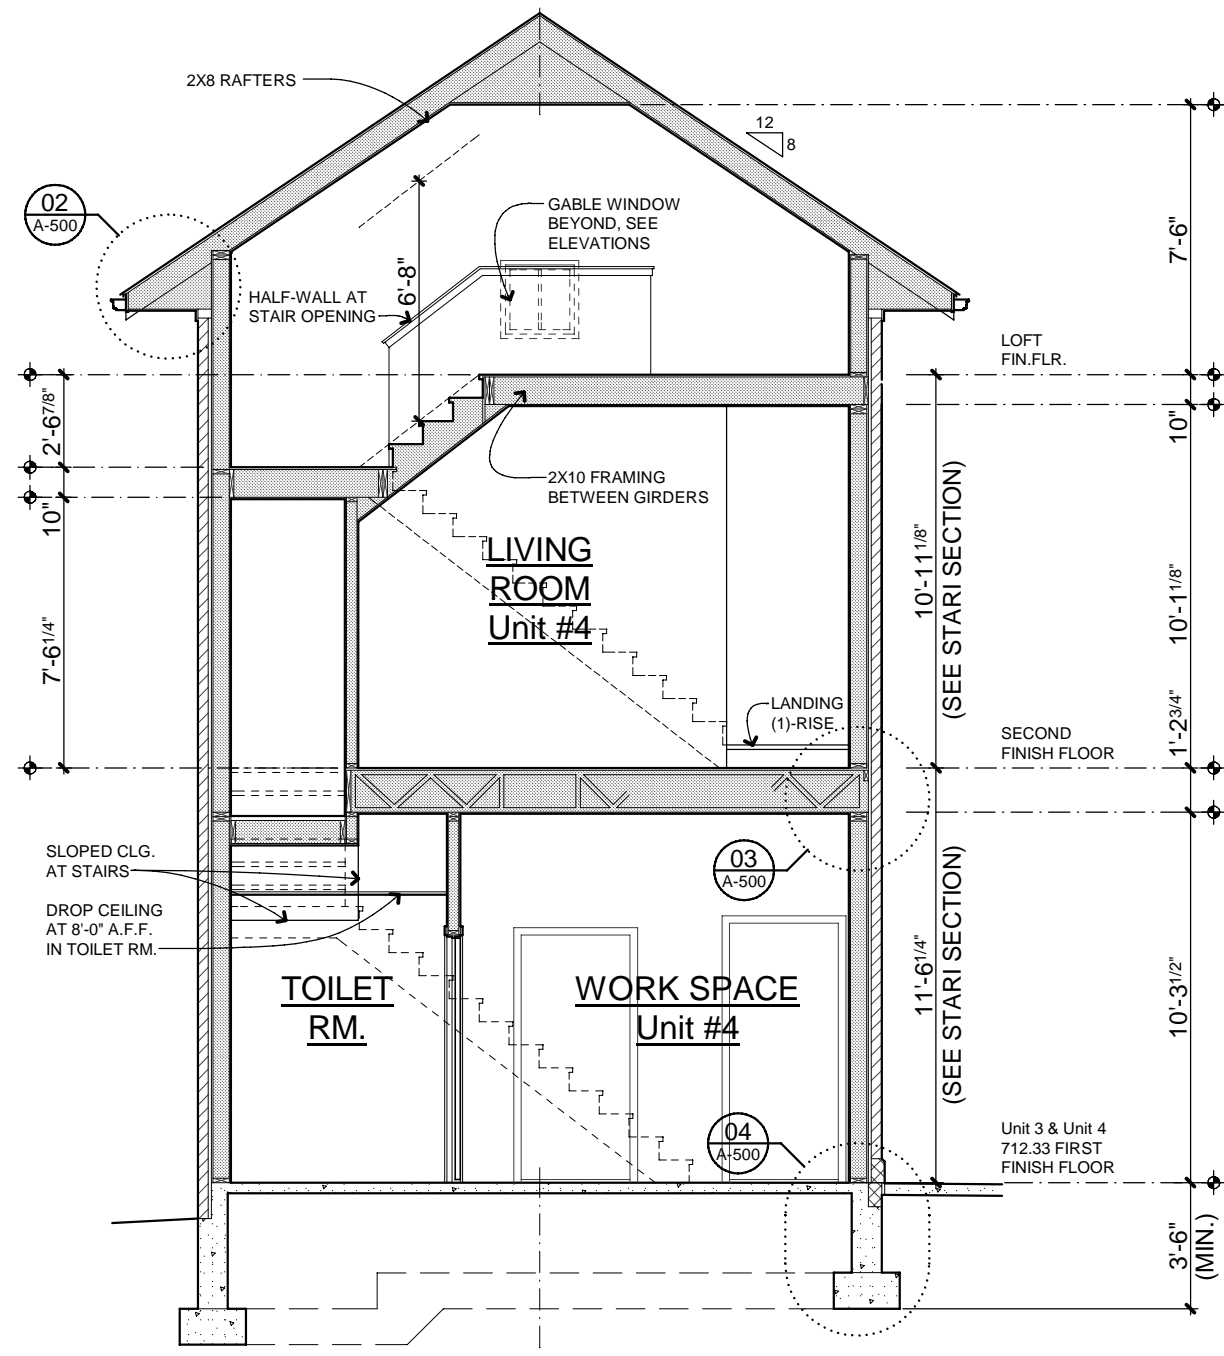 2X8 RAFTERS
12
8
02
A-500
GABLE WINDOW
BEYOND, SEE
ELEVATIONS
7'-6"
6'-8"
HALF-WALL AT
STAIR OPENING
LOFT
FIN.FLR.
2'-67/8"
10"
10"
2X10 FRAMING
BETWEEN GIRDERS
10'-111/8"
(SEE STARI SECTION)
LIVING
ROOM
Unit #4
7'-61/4"
10'-11/8"
LANDING
(1)-RISE
1'-23/4"
SECOND
FINISH FLOOR
SLOPED CLG.
AT STAIRS
03
A-500
DROP CEILING
AT 8'-0" A.F.F.
IN TOILET RM.
11'-61/4"
(SEE STARI SECTION)
TOILET
RM.
WORK SPACE
Unit #4
10'-31/2"
04
A-500
Unit 3 & Unit 4
712.33 FIRST
FINISH FLOOR
3'-6"
(MIN.)